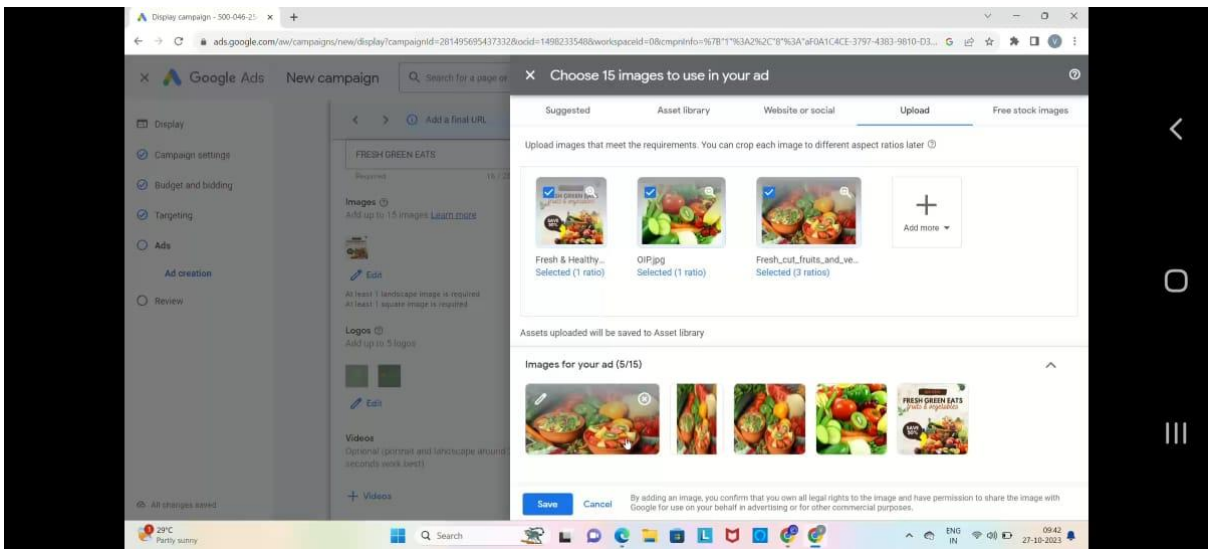 Display campaign - 500-046-25
ads.google.com/aw/campaigns/new/display?campaignId=281495695437332&ocid=1498233548&workspaceid=0&cmpnInfo=%7B"1"%3A2%2C"8"%3A"aF0A1C4CE-3797-4383-9810-D3...
Google Ads
New campaign
Search for a page or
Choose 15 images to use in your ad
Suggested
Asset library
Website or social
Upload
Free stock images
Display
Campaign settings
Budget and bidding
Targeting
Ads
Ad creation
Review
All changes saved
Add a final URL
FRESH GREEN EATS
Required
Images
Add up to 15 images Learn more
Edit
At least 1 landscape image is required
At least 1 square image is required
Logos
Add up to 5 logos
Edit
Videos
Optional (portrait and landscape around
seconds work best)
Videos
Upload images that meet the requirements. You can crop each image to different aspect ratios later
Fresh & Healthy...
Selected (1 ratio)
OIP.jpg
Selected (1 ratio)
Fresh_cut_fruits_and_ve...
Selected (3 ratios)
Add more
Assets uploaded will be saved to Asset library
Images for your ad (5/15)
FRESH GREEN EATS
fruits & vegetables
SAVE
50%
Save
Cancel
By adding an image, you confirm that you own all legal rights to the image and have permission to share the image with
Google for use on your behalf in advertising or for other commercial purposes.
29°C
Partly sunny
Search
ENG
IN
09:42
27-10-2023